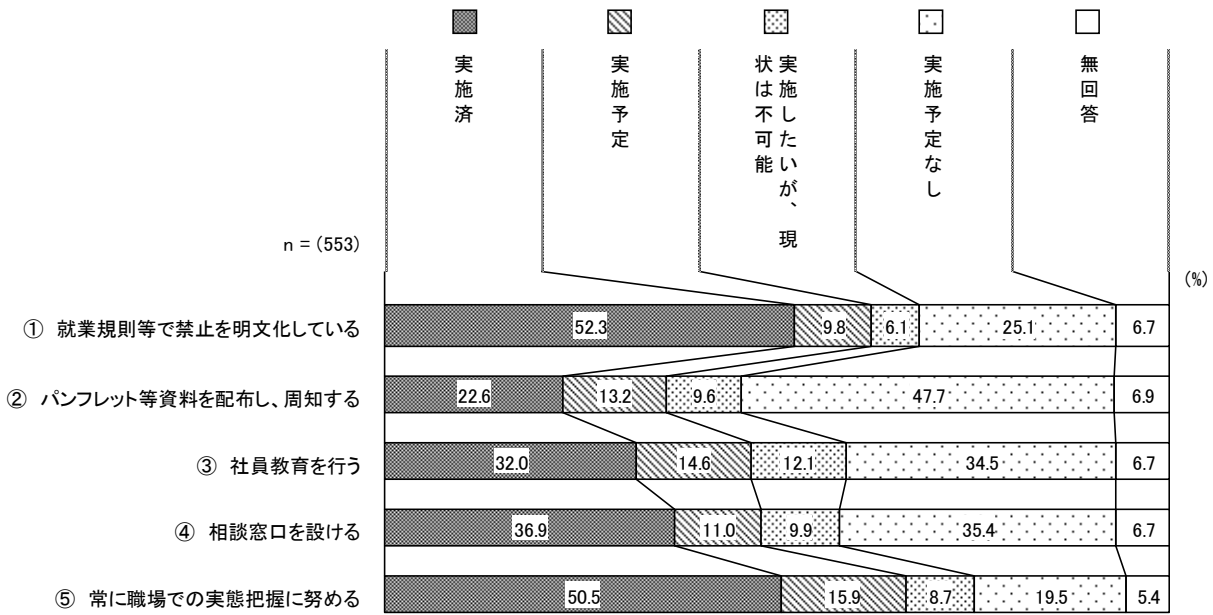 実施済
実施予定
実施したいが、現
状は不可能
実施予定なし
無回答
n = (553)
(%)
① 就業規則等で禁止を明文化している
52.3
9.8
6.1
25.1
6.7
② パンフレット等資料を配布し、周知する
22.6
13.2
9.6
47.7
6.9
③ 社員教育を行う
32.0
14.6
12.1
34.5
6.7
④ 相談窓口を設ける
36.9
11.0
9.9
35.4
6.7
⑤ 常に職場での実態把握に努める
50.5
15.9
8.7
19.5
5.4